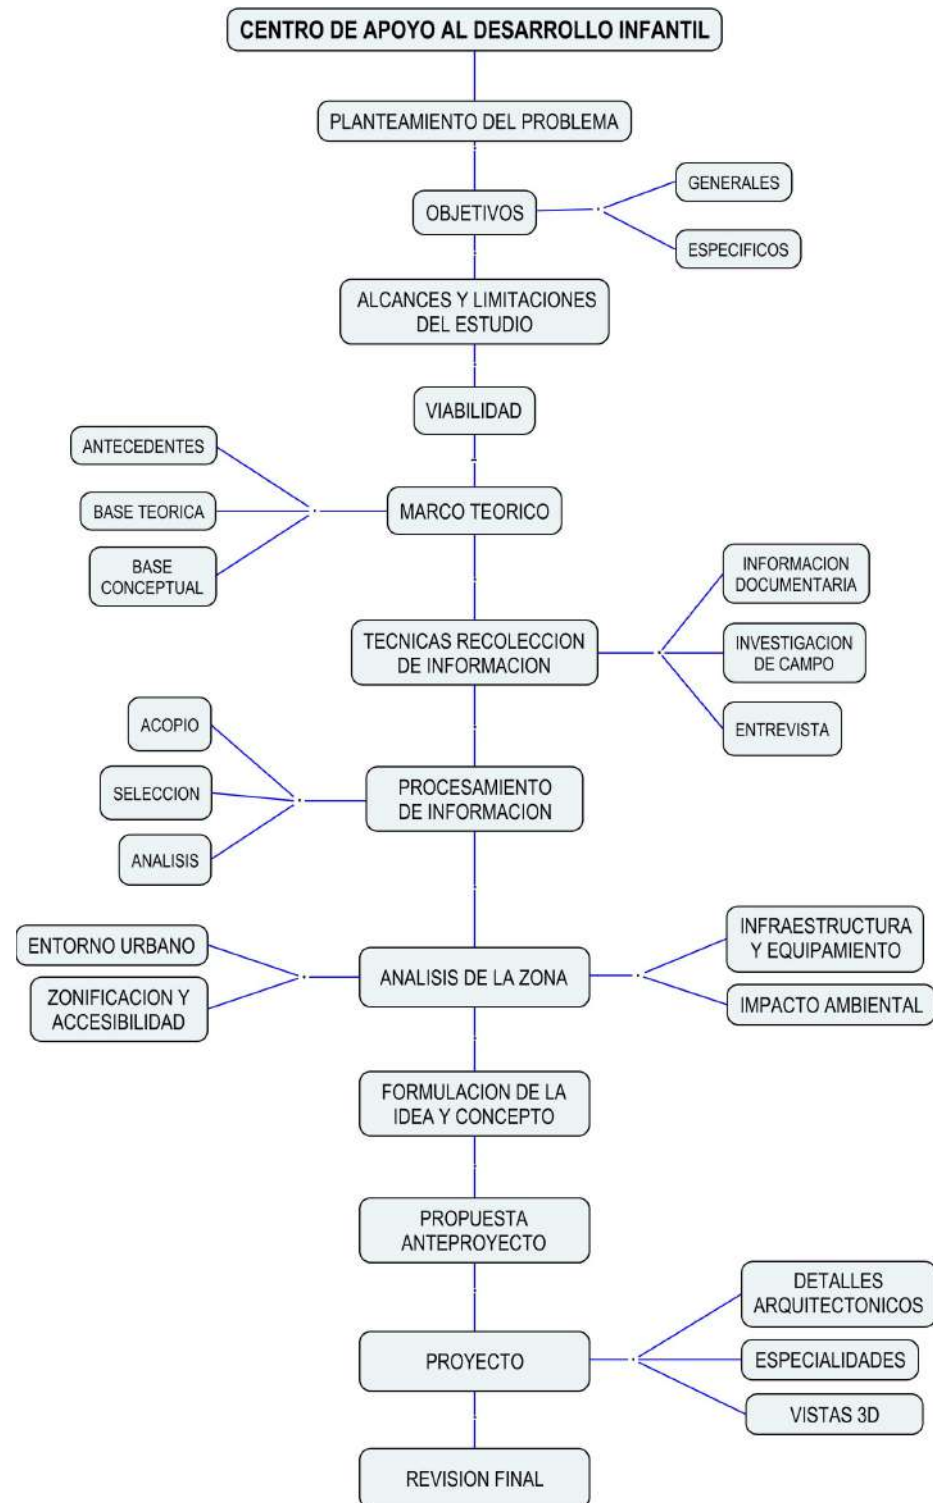 CENTRO DE APOYO AL DESARROLLO INFANTIL
PLANTEAMIENTO DEL PROBLEMA
OBJETIVOS
GENERALES
ESPECIFICOS
ALCANCES Y LIMITACIONES
DEL ESTUDIO
VIABILIDAD
MARCO TEORICO
ANTECEDENTES
BASE TEORICA
BASE
CONCEPTUAL
TECNICAS RECOLECCION
DE INFORMACION
INFORMACION
DOCUMENTARIA
INVESTIGACION
DE CAMPO
ENTREVISTA
PROCESAMIENTO
DE INFORMACION
ACOPIO
SELECCION
ANALISIS
ANALISIS DE LA ZONA
ENTORNO URBANO
ZONIFICACION Y
ACCESIBILIDAD
INFRAESTRUCTURA
Y EQUIPAMIENTO
IMPACTO AMBIENTAL
FORMULACION DE LA
IDEA Y CONCEPTO
PROPUESTA
ANTEPROYECTO
PROYECTO
DETALLES
ARQUITECTONICOS
ESPECIALIDADES
VISTAS 3D
REVISION FINAL